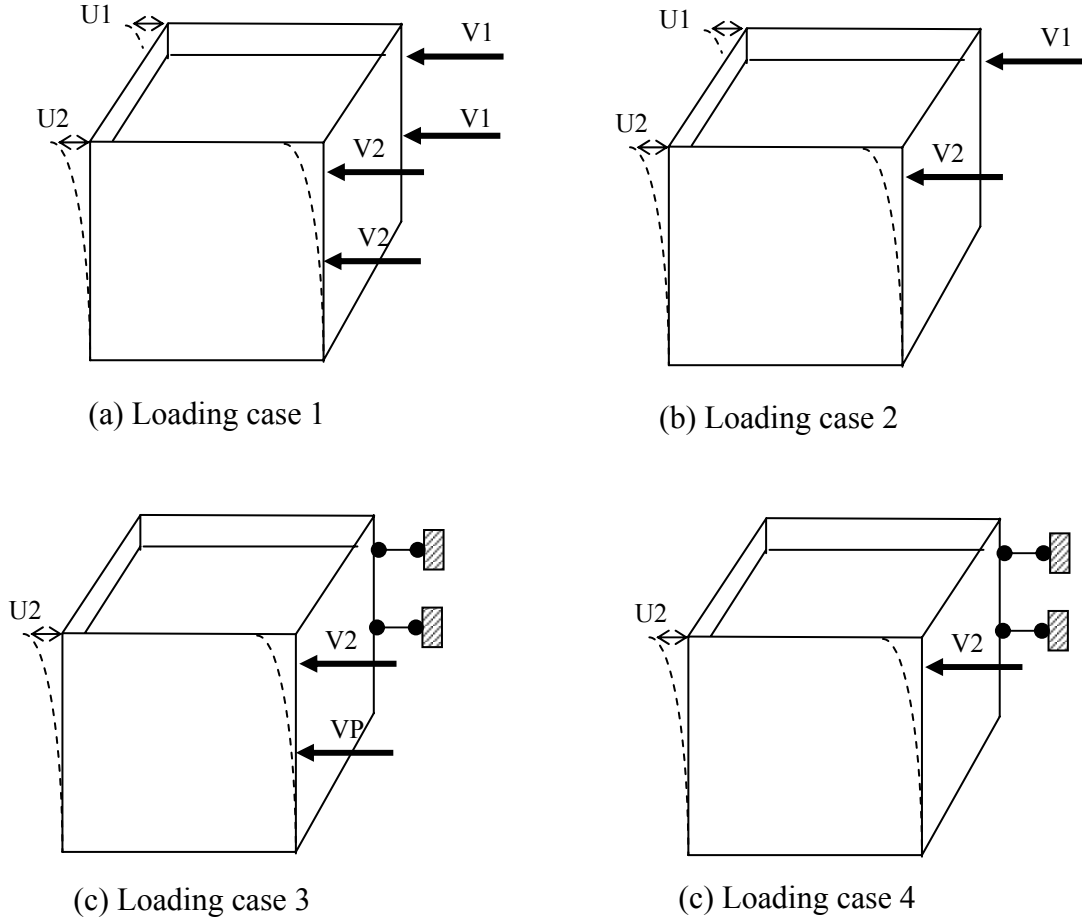 U1
V1
U2
V1
V2
V2
(a) Loading case 1
U1
V1
U2
V2
(b) Loading case 2
U2
V2
VP
(c) Loading case 3
U2
V2
(c) Loading case 4